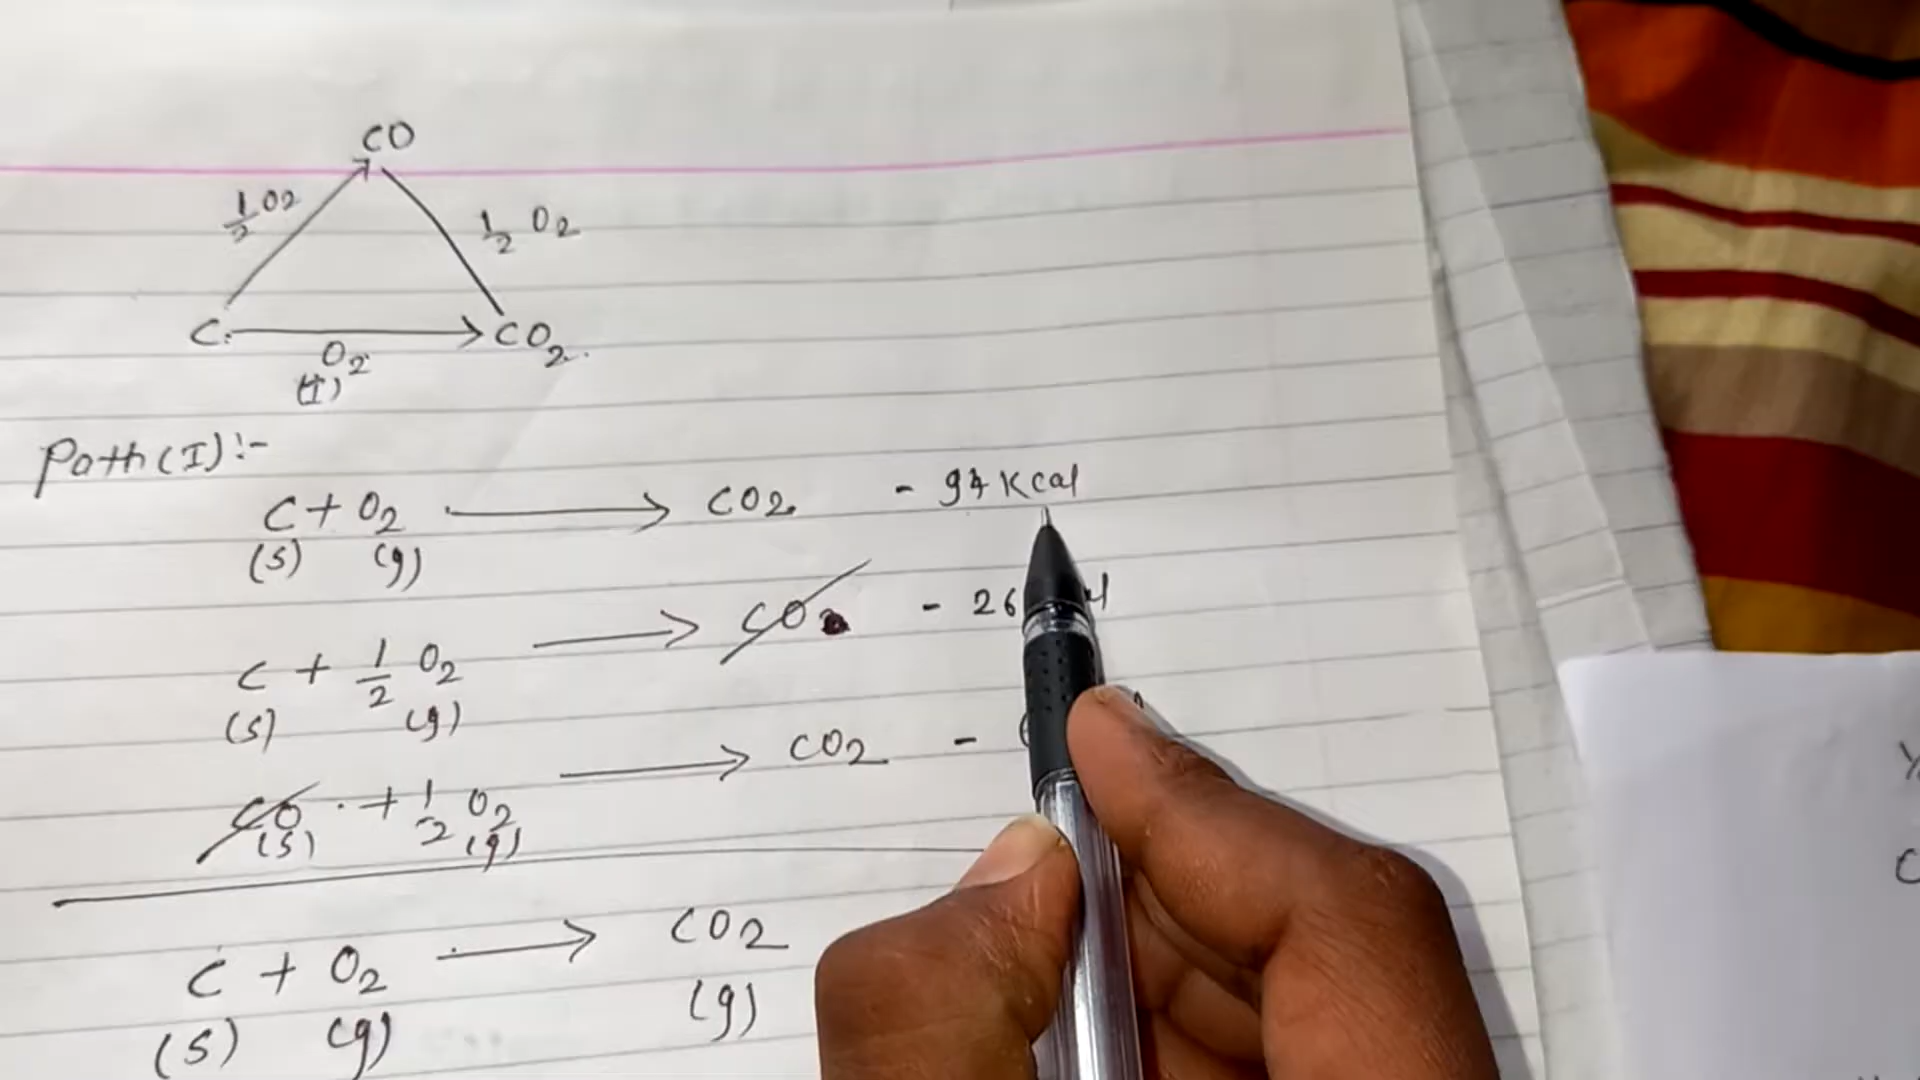 CO
1/2 O2
1/2 O2
C
CO2
O2
(I)
Path (I) :-
C + O2 → CO2 - 94 Kcal
(s) (g)
C + 1/2 O2 → CO - 26
(s) (g)
CO + 1/2 O2 → CO2 -
(s) (g)
C + O2 → CO2
(s) (g) (g)